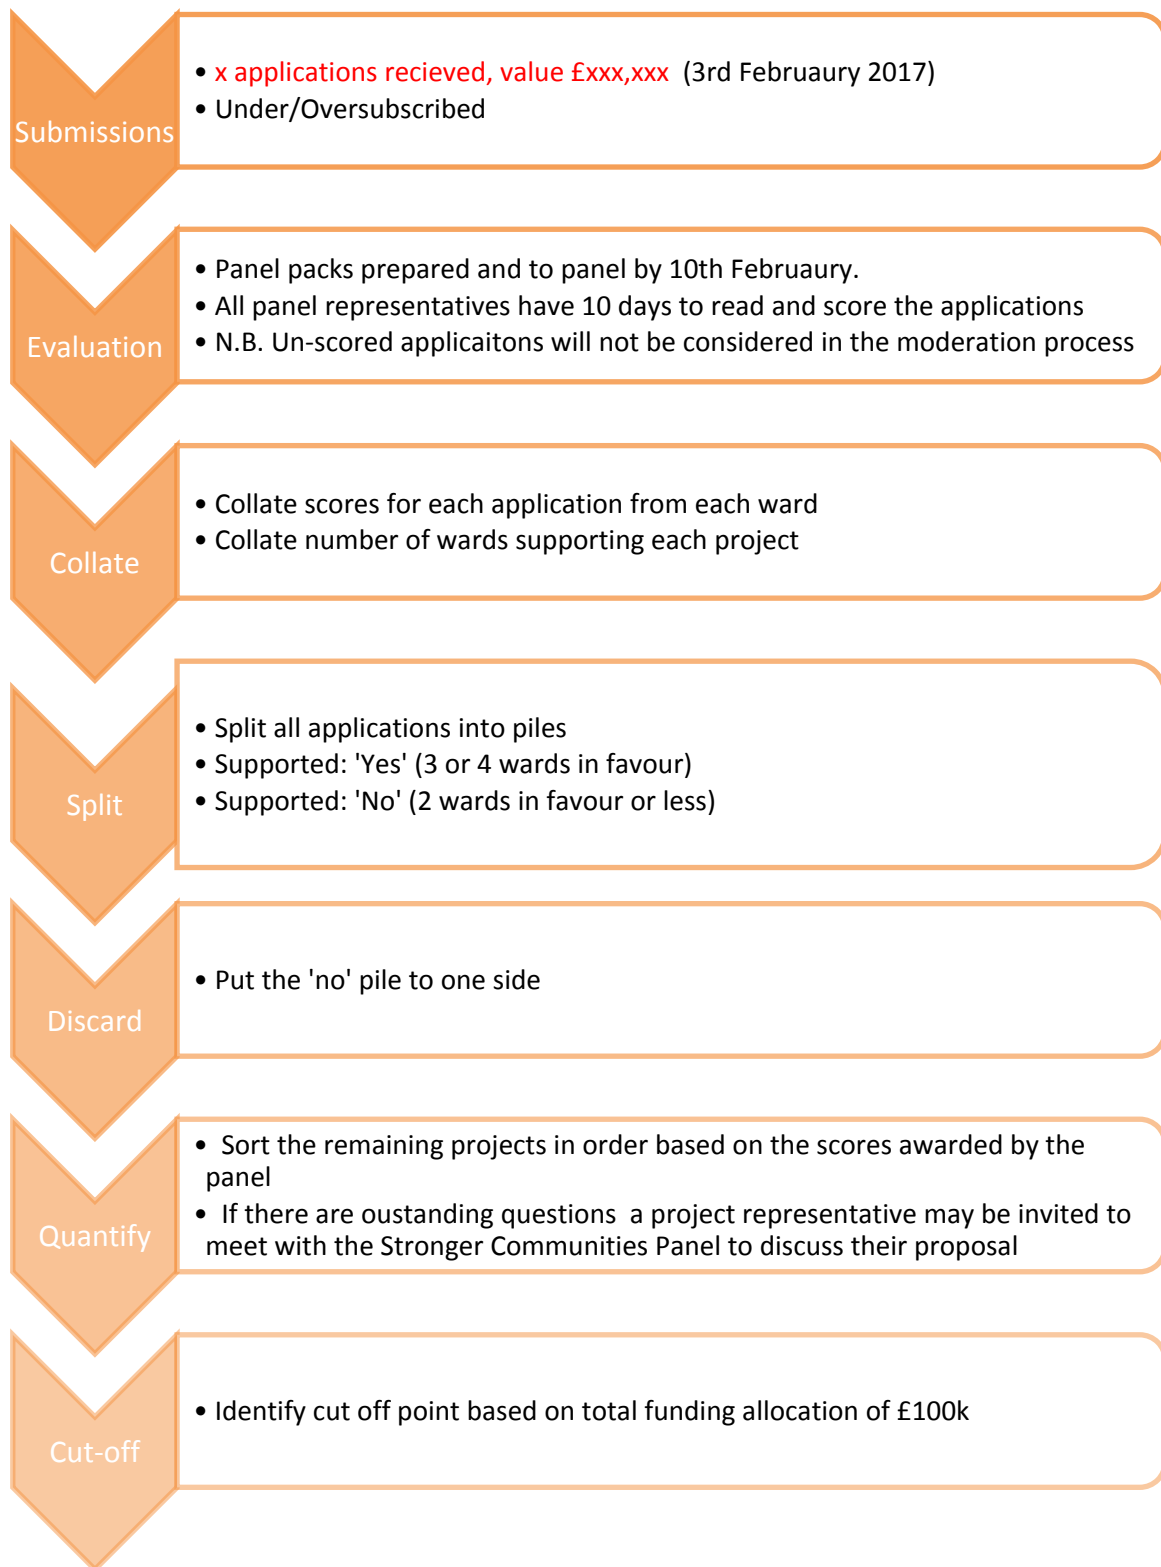 Submissions
• x applications recieved, value £xxx,xxx (3rd Februaury 2017)
• Under/Oversubscribed
Evaluation
• Panel packs prepared and to panel by 10th Februaury.
• All panel representatives have 10 days to read and score the applications
• N.B. Un-scored applicaitons will not be considered in the moderation process
Collate
• Collate scores for each application from each ward
• Collate number of wards supporting each project
Split
• Split all applications into piles
• Supported: 'Yes' (3 or 4 wards in favour)
• Supported: 'No' (2 wards in favour or less)
Discard
• Put the 'no' pile to one side
Quantify
• Sort the remaining projects in order based on the scores awarded by the
panel
• If there are oustanding questions a project representative may be invited to
meet with the Stronger Communities Panel to discuss their proposal
Cut-off
• Identify cut off point based on total funding allocation of £100k